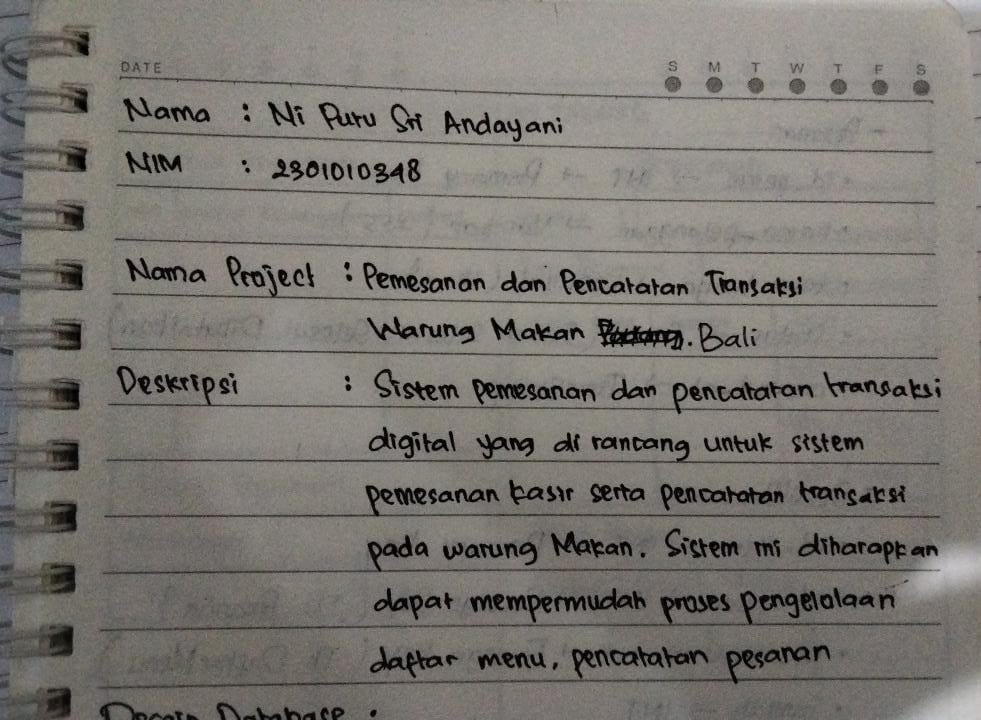 DATE
S M T W T F S
Nama : Ni Putu Sri Andayani
NIM : 2301010348
Nama Project : Pemesanan dan Pencatatan Transaksi
Warung Makan . Bali
Deskripsi : Sistem pemesanan dan pencatatan transaksi
digital yang di rancang untuk sistem
pemesanan kasir serta pencatatan transaksi
pada warung Makan. Sistem ini diharapkan
dapat mempermudah proses pengelolaan
daftar menu, pencatatan pesanan
Database :